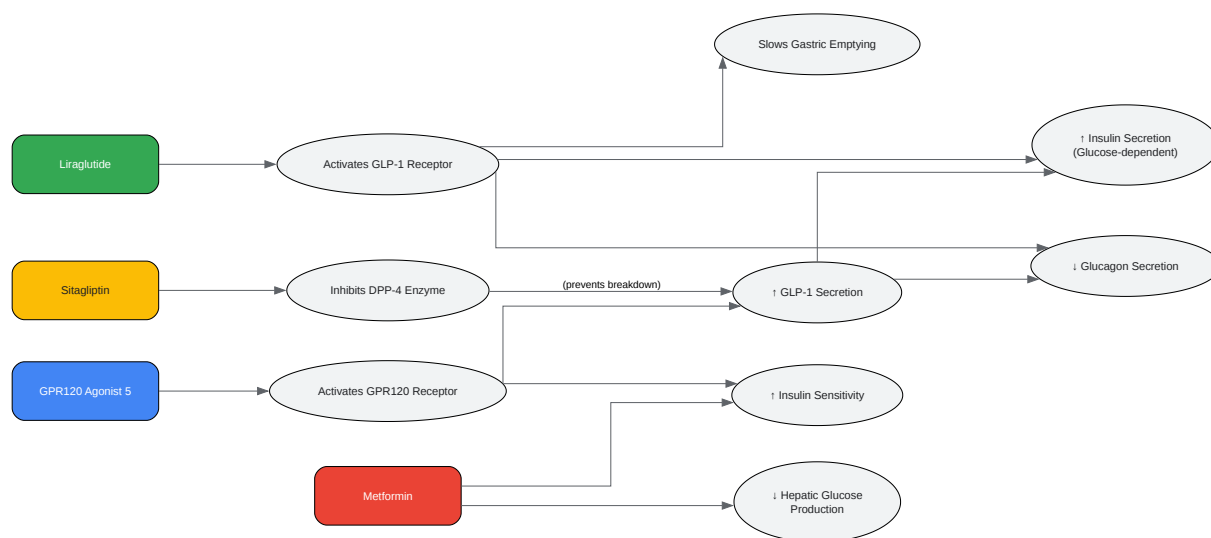 Slows Gastric Emptying
Liraglutide
Activates GLP-1 Receptor
↑ Insulin Secretion
(Glucose-dependent)
Sitagliptin
Inhibits DPP-4 Enzyme
(prevents breakdown)
↑ GLP-1 Secretion
↓ Glucagon Secretion
GPR120 Agonist 5
Activates GPR120 Receptor
↑ Insulin Sensitivity
Metformin
↓ Hepatic Glucose
Production